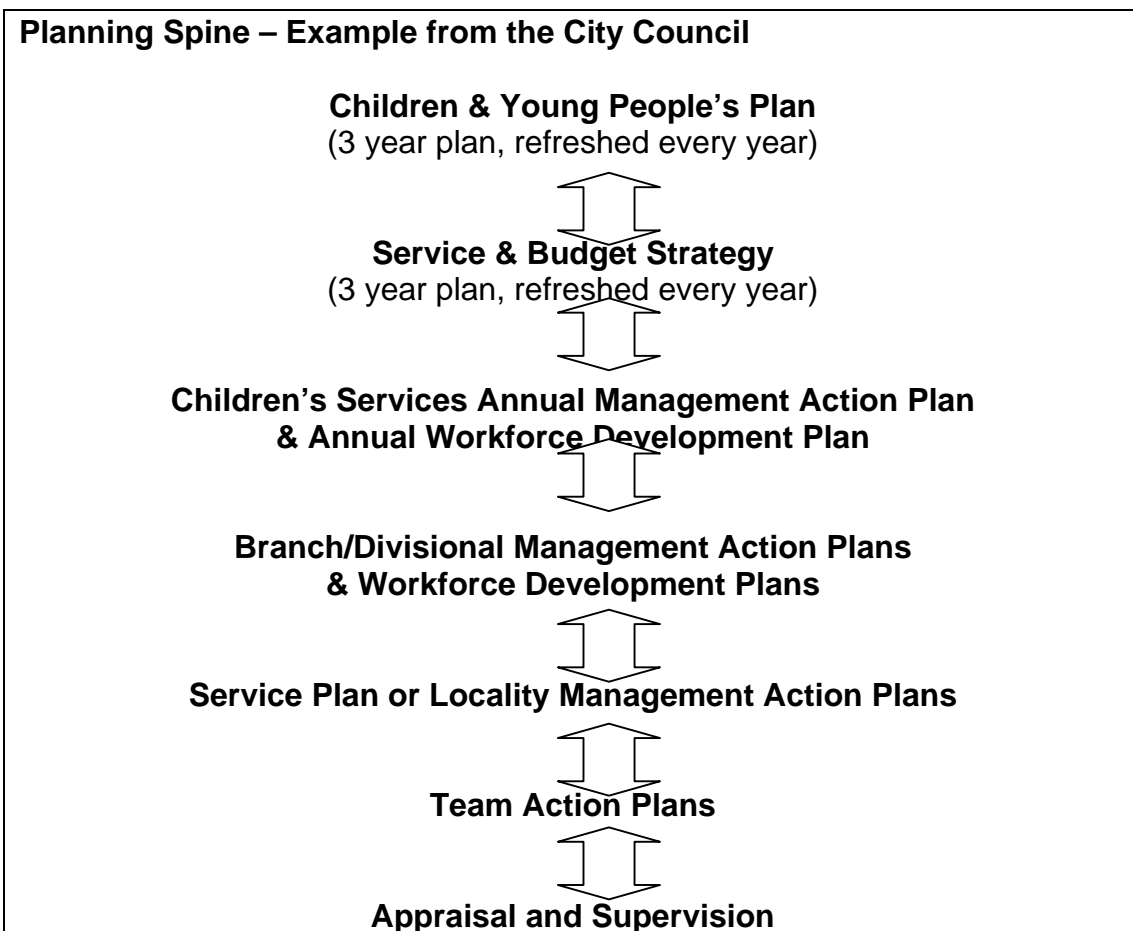 Planning Spine – Example from the City Council
Children & Young People’s Plan
(3 year plan, refreshed every year)
Service & Budget Strategy
(3 year plan, refreshed every year)
Children’s Services Annual Management Action Plan
& Annual Workforce Development Plan
Branch/Divisional Management Action Plans
& Workforce Development Plans
Service Plan or Locality Management Action Plans
Team Action Plans
Appraisal and Supervision